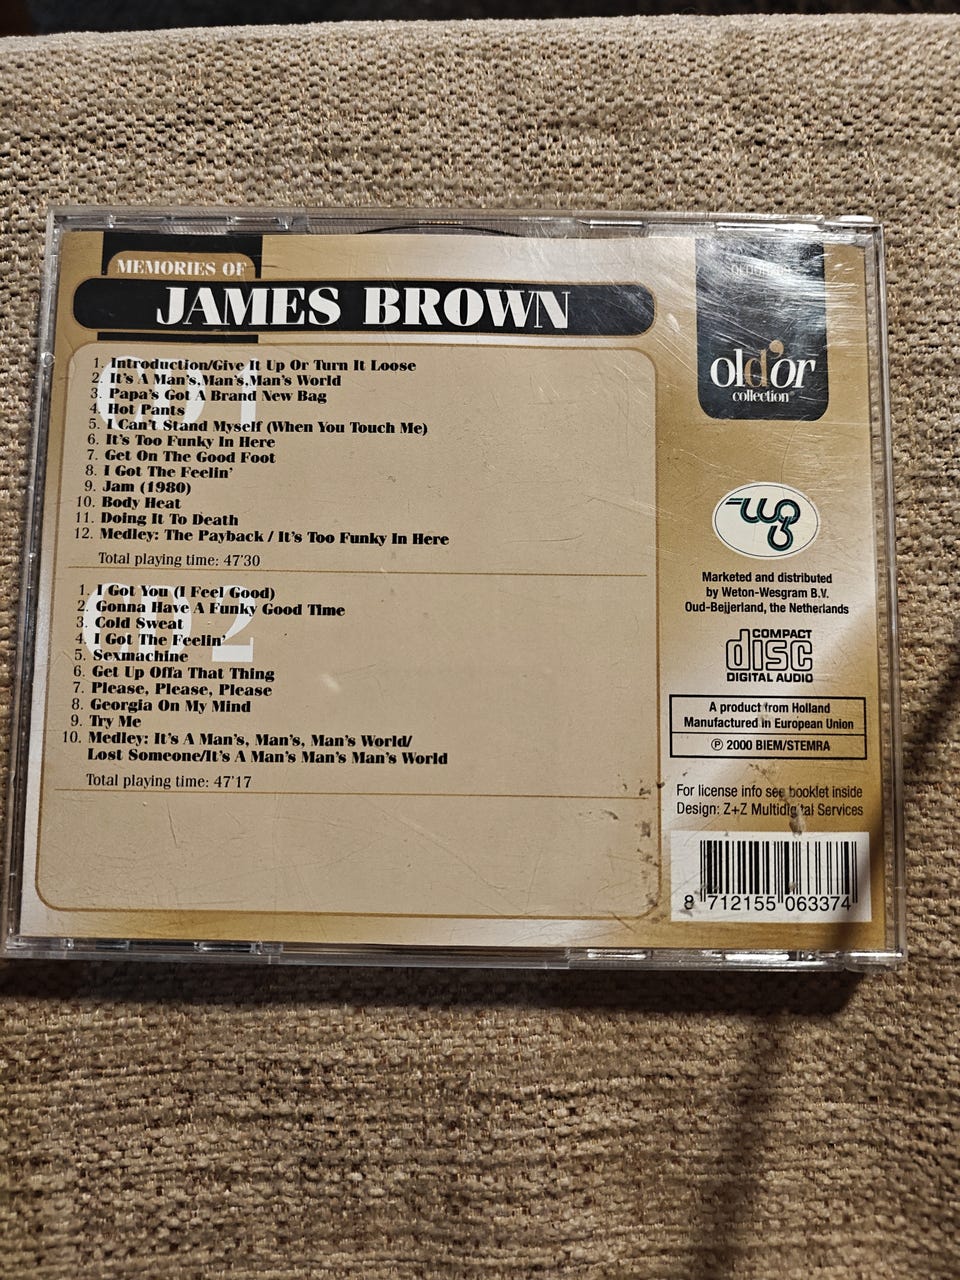 MEMORIES OF
JAMES BROWN
CD 1
1. Introduction/Give It Up Or Turn It Loose
2. It's A Man's,Man's,Man's World
3. Papa's Got A Brand New Bag
4. Hot Pants
5. I Can't Stand Myself (When You Touch Me)
6. It's Too Funky In Here
7. Get On The Good Foot
8. I Got The Feelin'
9. Jam (1980)
10. Body Heat
11. Doing It To Death
12. Medley: The Payback / It's Too Funky In Here
Total playing time: 47'30
CD 2
1. I Got You (I Feel Good)
2. Gonna Have A Funky Good Time
3. Cold Sweat
4. I Got The Feelin'
5. Sexmachine
6. Get Up Offa That Thing
7. Please, Please, Please
8. Georgia On My Mind
9. Try Me
10. Medley: It's A Man's, Man's, Man's World/
Lost Someone/It's A Man's Man's Man's World
Total playing time: 47'17
old'or
collection®
wg
Marketed and distributed
by Weton-Wesgram B.V.
Oud-Beijerland, the Netherlands
COMPACT
disc
DIGITAL AUDIO
A product from Holland
Manufactured in European Union
℗ 2000 BIEM/STEMRA
For license info see booklet inside
Design: Z+Z Multidigital Services
8 712155 063374